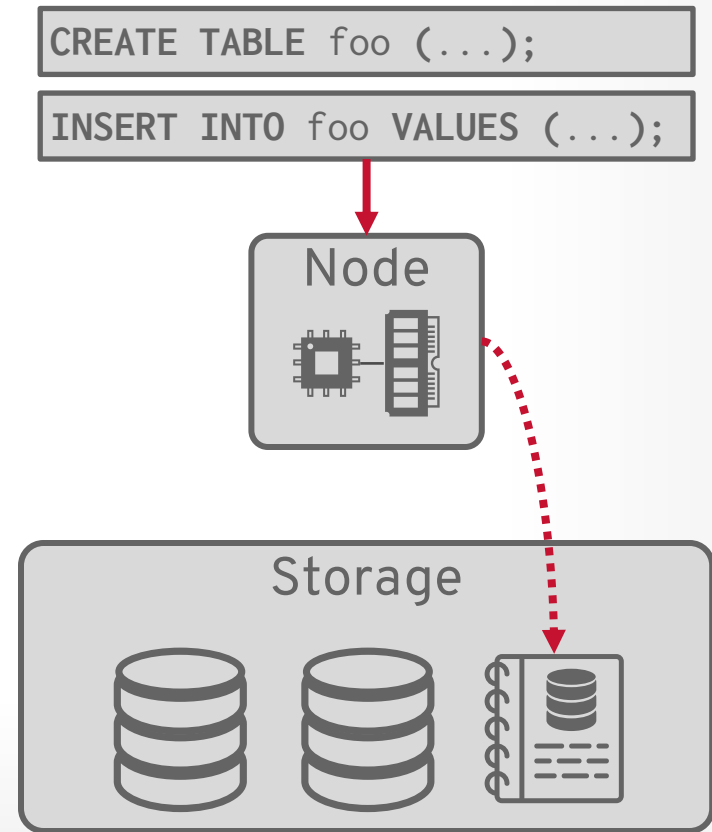 CREATE TABLE foo (...);
INSERT INTO foo VALUES (...);
Node
Storage